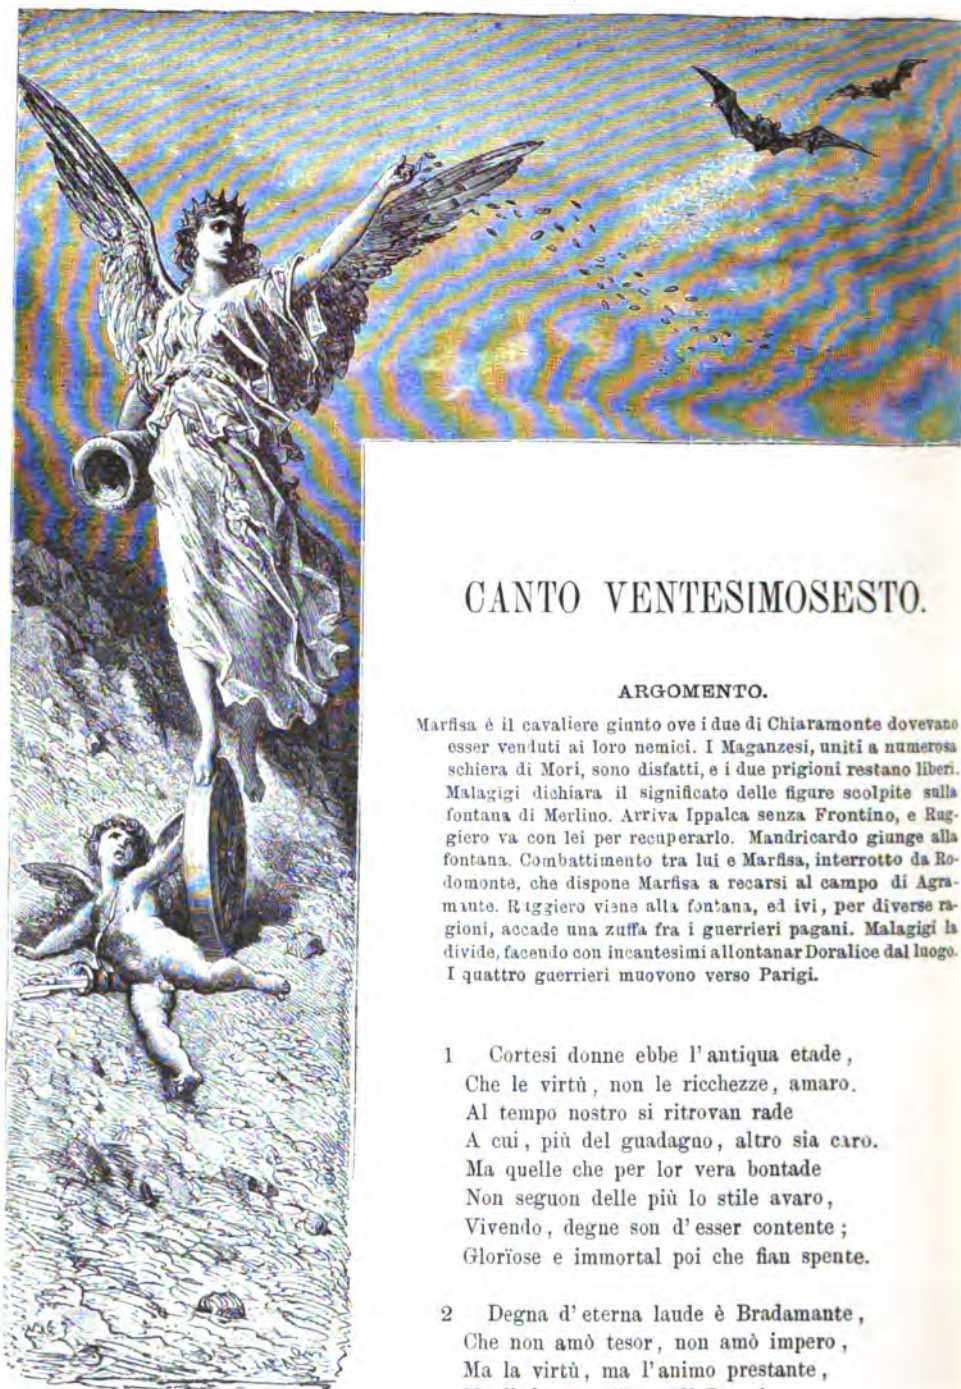 CANTO VENTESIMOSESTO.
ARGOMENTO.
Marfisa è il cavaliere giunto ove i due di Chiaramonte dovevano
esser venduti ai loro nemici. I Maganzesi, uniti a numerosa
schiera di Mori, sono disfatti, e i due prigioni restano liberi.
Malagigi dichiara il significato delle figure scolpite sulla
fontana di Merlino. Arriva Ippalca senza Frontino, e Rug-
giero va con lei per recuperarlo. Mandricardo giunge alla
fontana. Combattimento tra lui e Marfisa, interrotto da Ro-
domonte, che dispone Marfisa a recarsi al campo di Agra-
mante. Ruggiero viene alla fontana, ed ivi, per diverse ra-
gioni, accade una zuffa fra i guerrieri pagani. Malagigi la
divide, facendo con incantesimi allontanar Doralice dal luogo.
I quattro guerrieri muovono verso Parigi.
1 Cortesi donne ebbe l' antiqua etade,
Che le virtù, non le ricchezze, amaro.
Al tempo nostro si ritrovan rade
A cui, più del guadagno, altro sia caro.
Ma quelle che per lor vera bontade
Non seguon delle più lo stile avaro,
Vivendo, degne son d' esser contente;
Glorïose e immortal poi che fian spente.
2 Degna d' eterna laude è Bradamante,
Che non amò tesor, non amò impero,
Ma la virtù, ma l' animo prestante,